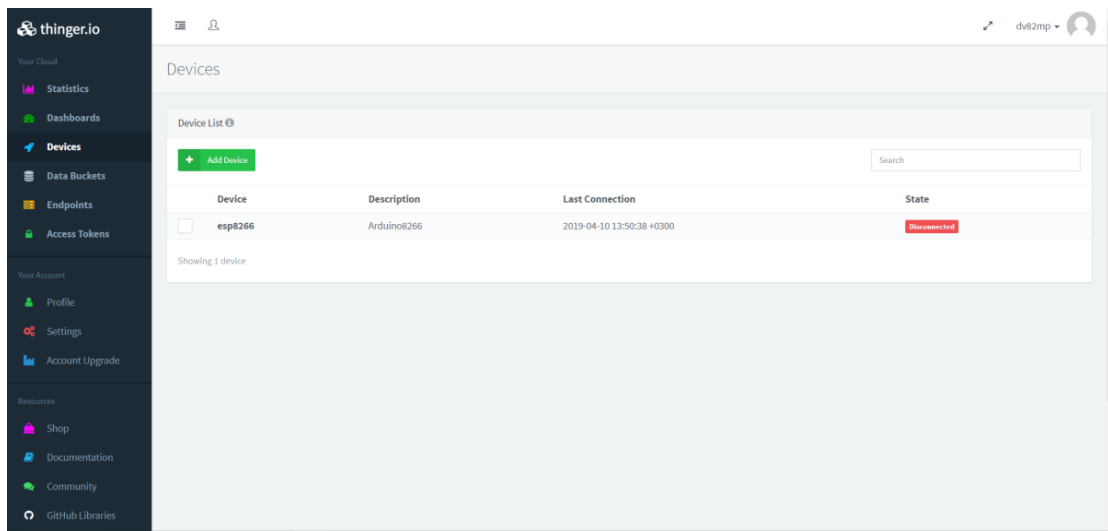 thinger.io
dv82mp
Your Cloud
Statistics
Dashboards
Devices
Data Buckets
Endpoints
Access Tokens
Your Account
Profile
Settings
Account Upgrade
Resources
Shop
Documentation
Community
GitHub Libraries
Devices
Device List
Add Device
Search
Device Description Last Connection State
esp8266 Arduino8266 2019-04-10 13:50:38 +0300 Disconnected
Showing 1 device